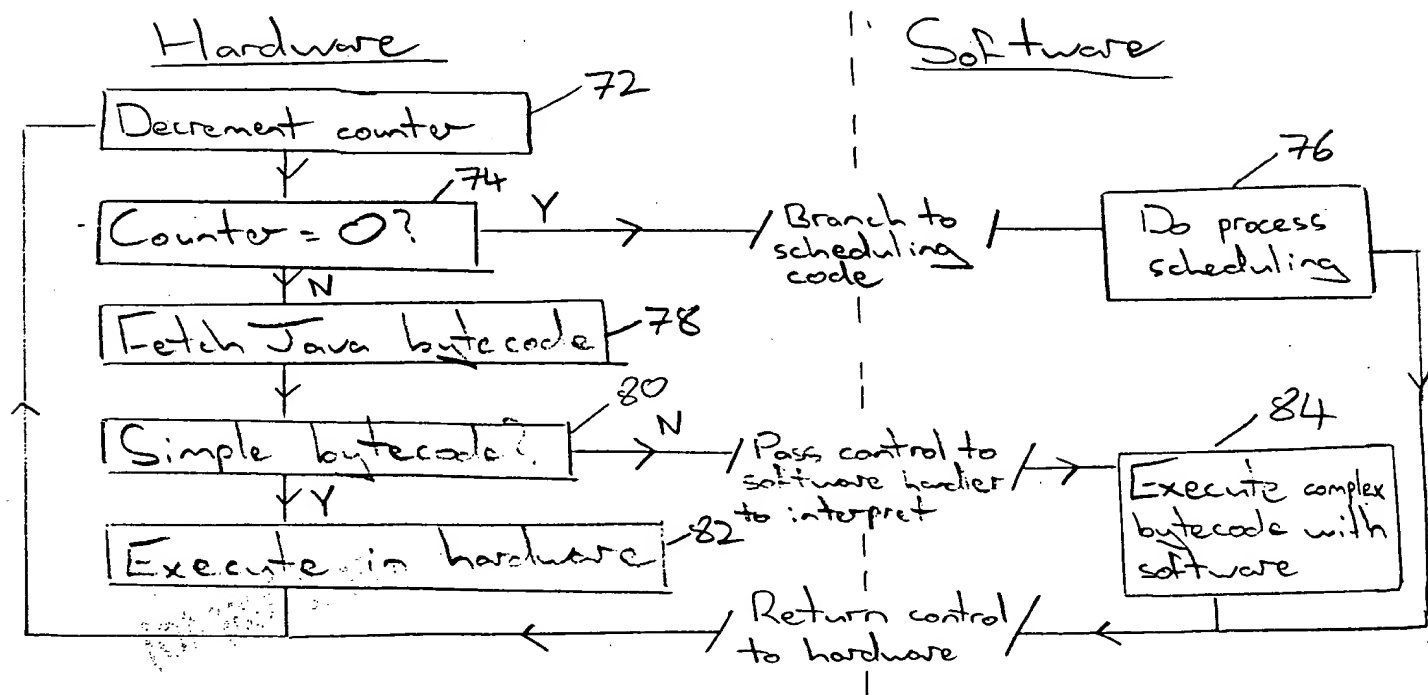 Hardware
Software
72
Decrement counter
74
76
Counter = 0?
Y
Branch to
scheduling
code
Do process
scheduling
N
Fetch Java bytecode
78
80
Simple bytecode?
N
Pass control to
software handler
to interpret
84
Execute complex
bytecode with
software
Y
Execute in hardware
82
Return control
to hardware